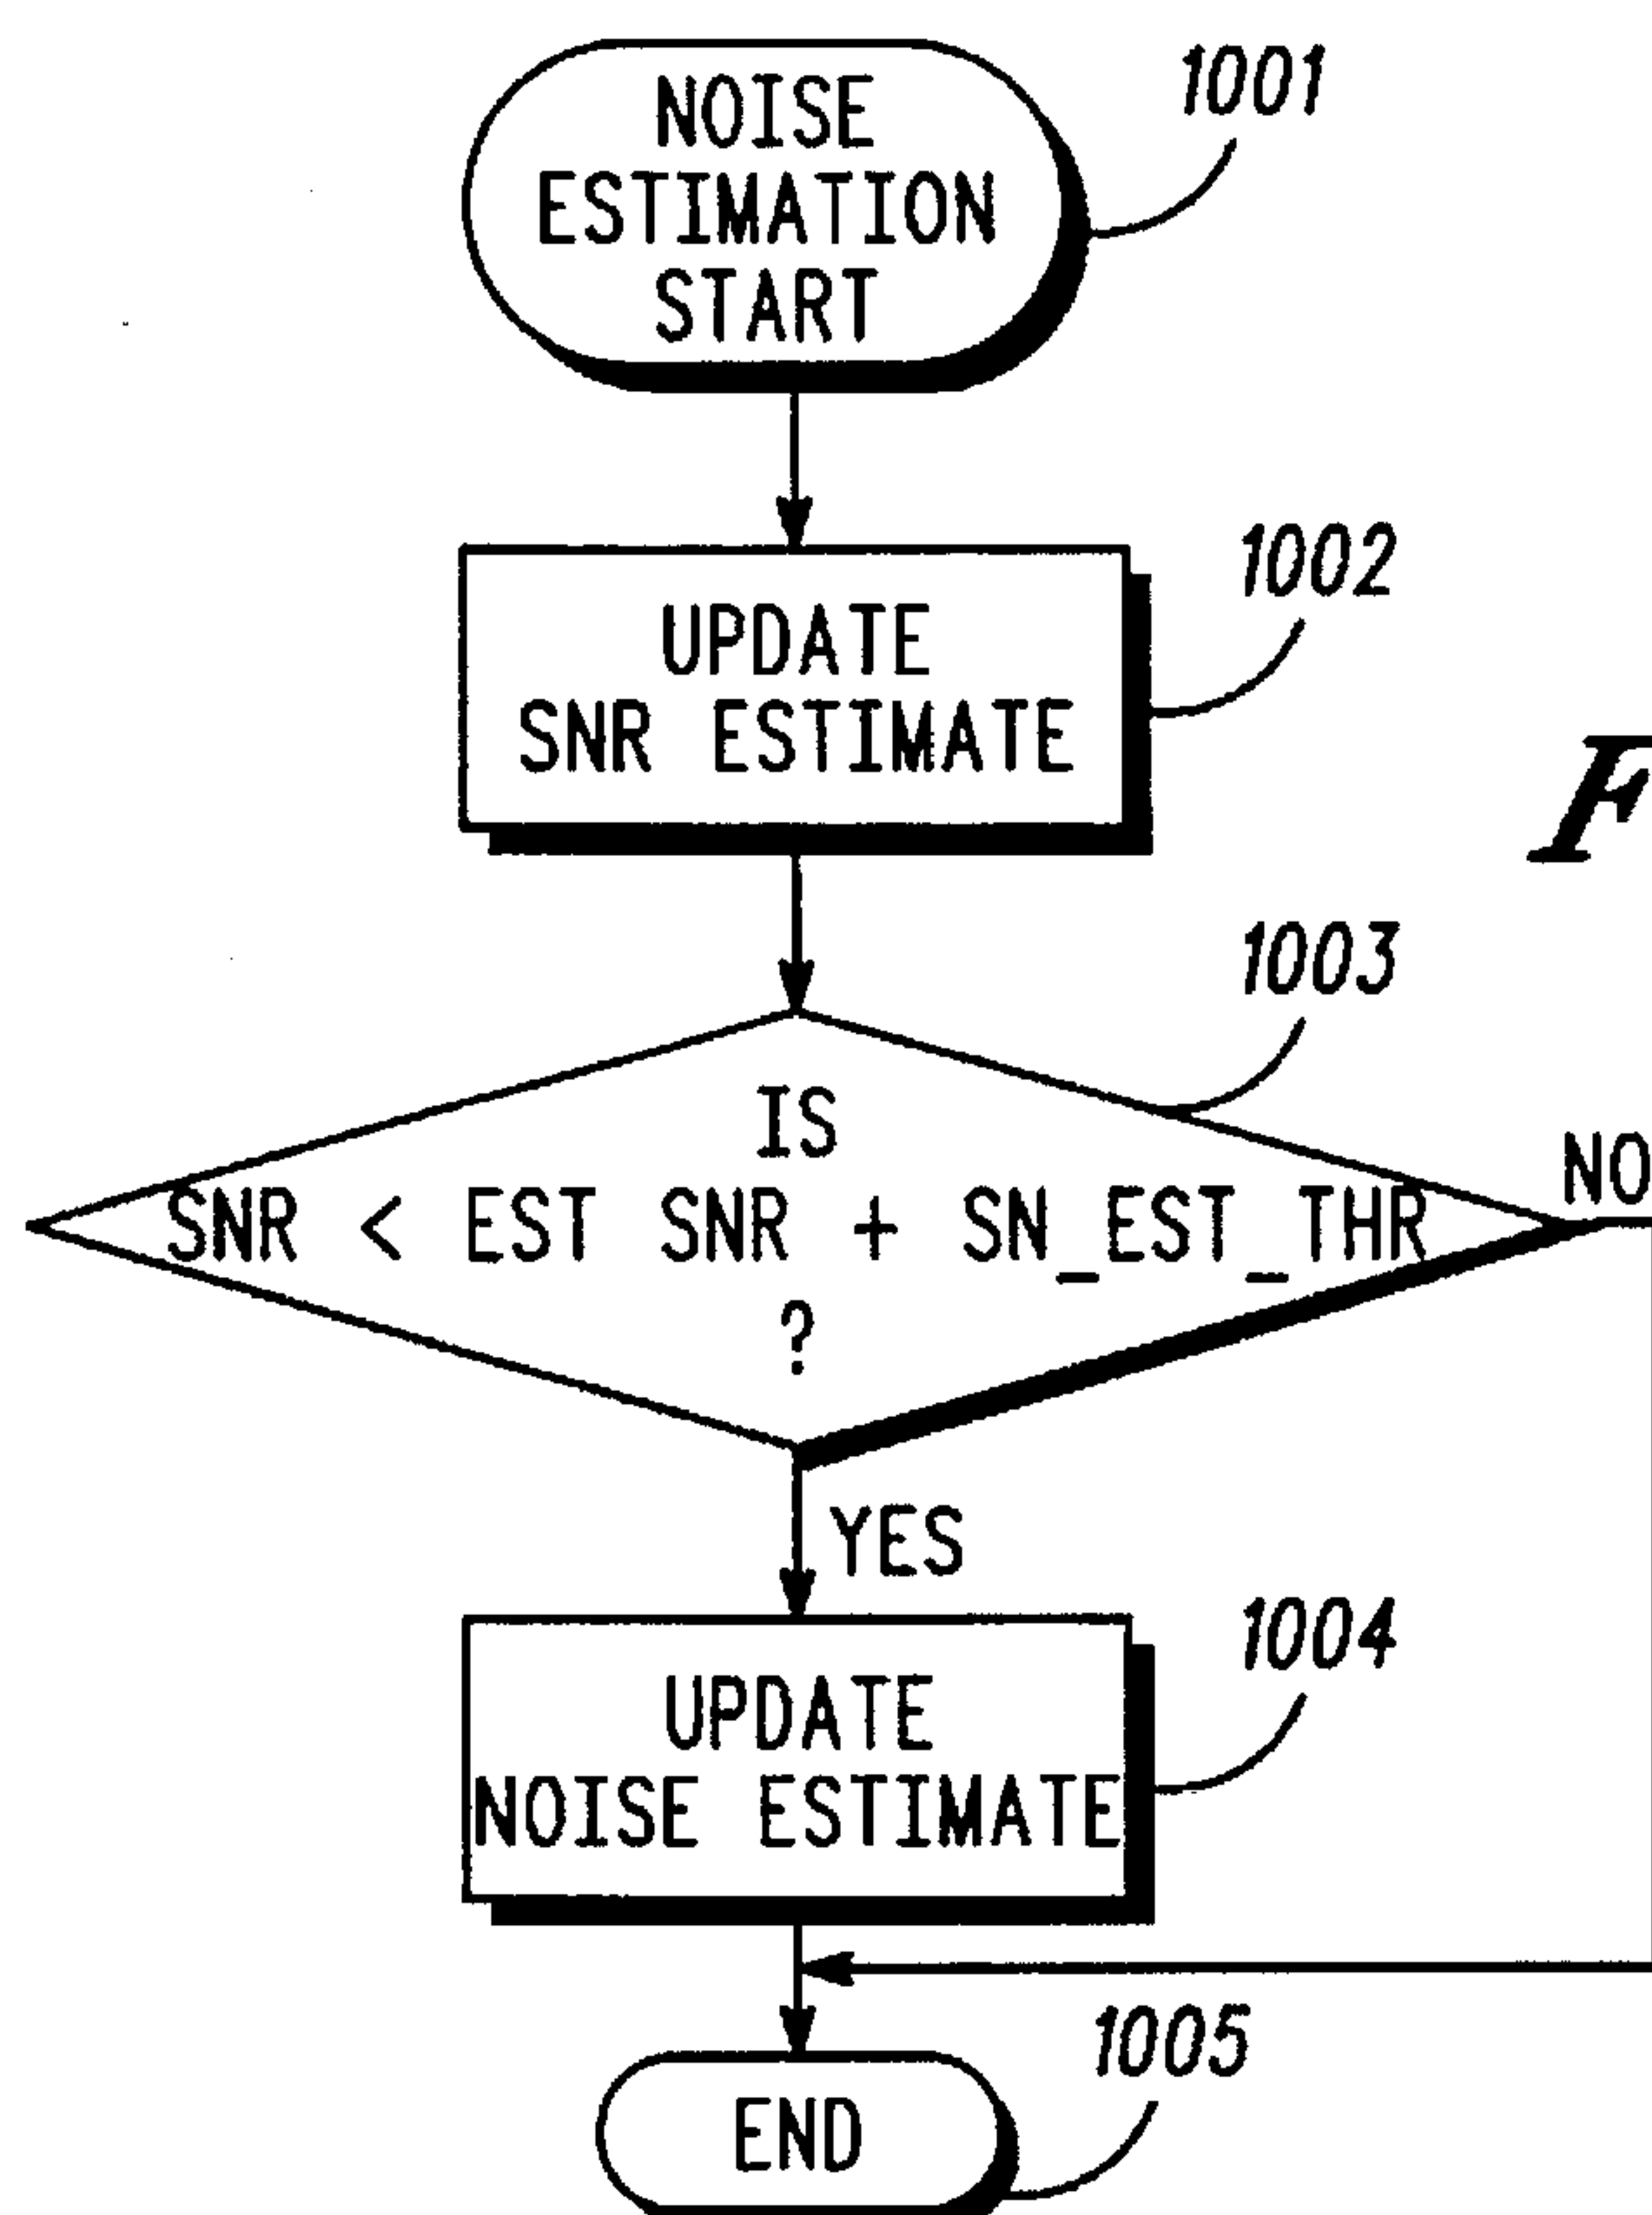 NOISE
ESTIMATION
START
1001
UPDATE
SNR ESTIMATE
1002
F
1003
IS
SNR < EST SNR + SN_EST_THR
?
NO
YES
1004
UPDATE
NOISE ESTIMATE
1005
END